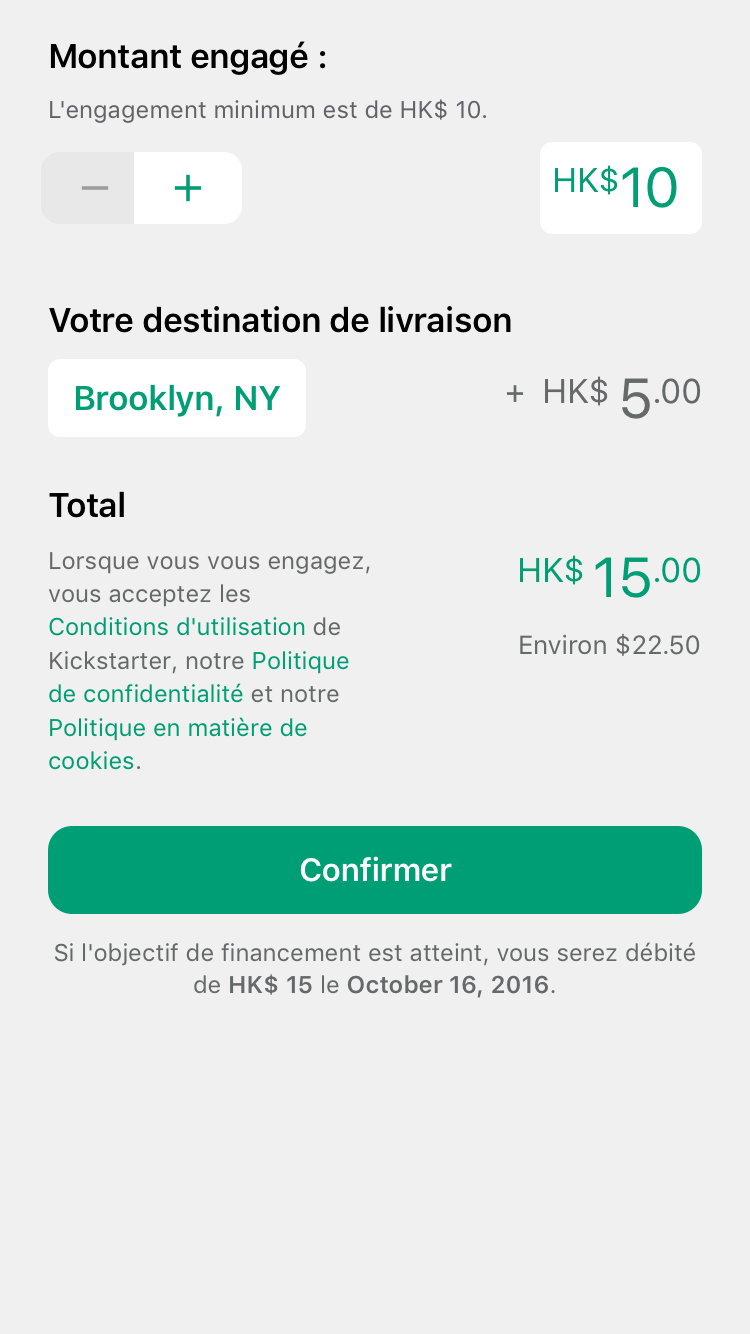 Montant engagé :
L'engagement minimum est de HK$ 10.
− +
HK$10
Votre destination de livraison
Brooklyn, NY
+ HK$ 5.00
Total
Lorsque vous vous engagez,
vous acceptez les
Conditions d'utilisation de
Kickstarter, notre Politique
de confidentialité et notre
Politique en matière de
cookies.
HK$ 15.00
Environ $22.50
Confirmer
Si l'objectif de financement est atteint, vous serez débité
de HK$ 15 le October 16, 2016.